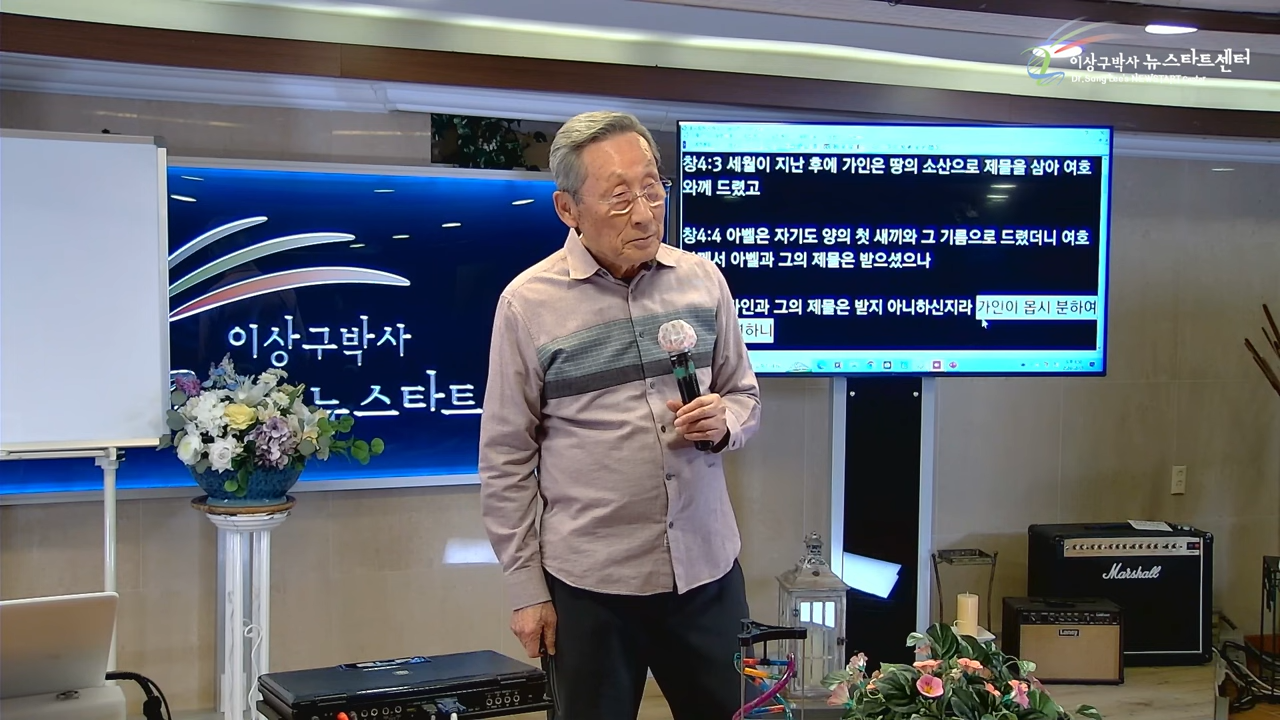 이상구박사 뉴스타트센터
창4:3 세월이 지난 후에 가인은 땅의 소산으로 제물을 삼아 여호
와께 드렸고
창4:4 아벨은 자기도 양의 첫 새끼와 그 기름으로 드렸더니 여호
서 아벨과 그의 제물은 받으셨으나
가인과 그의 제물은 받지 아니하신지라 가인이 몹시 분하여
하니
이상구박사
뉴스타트
Marshall
Laney